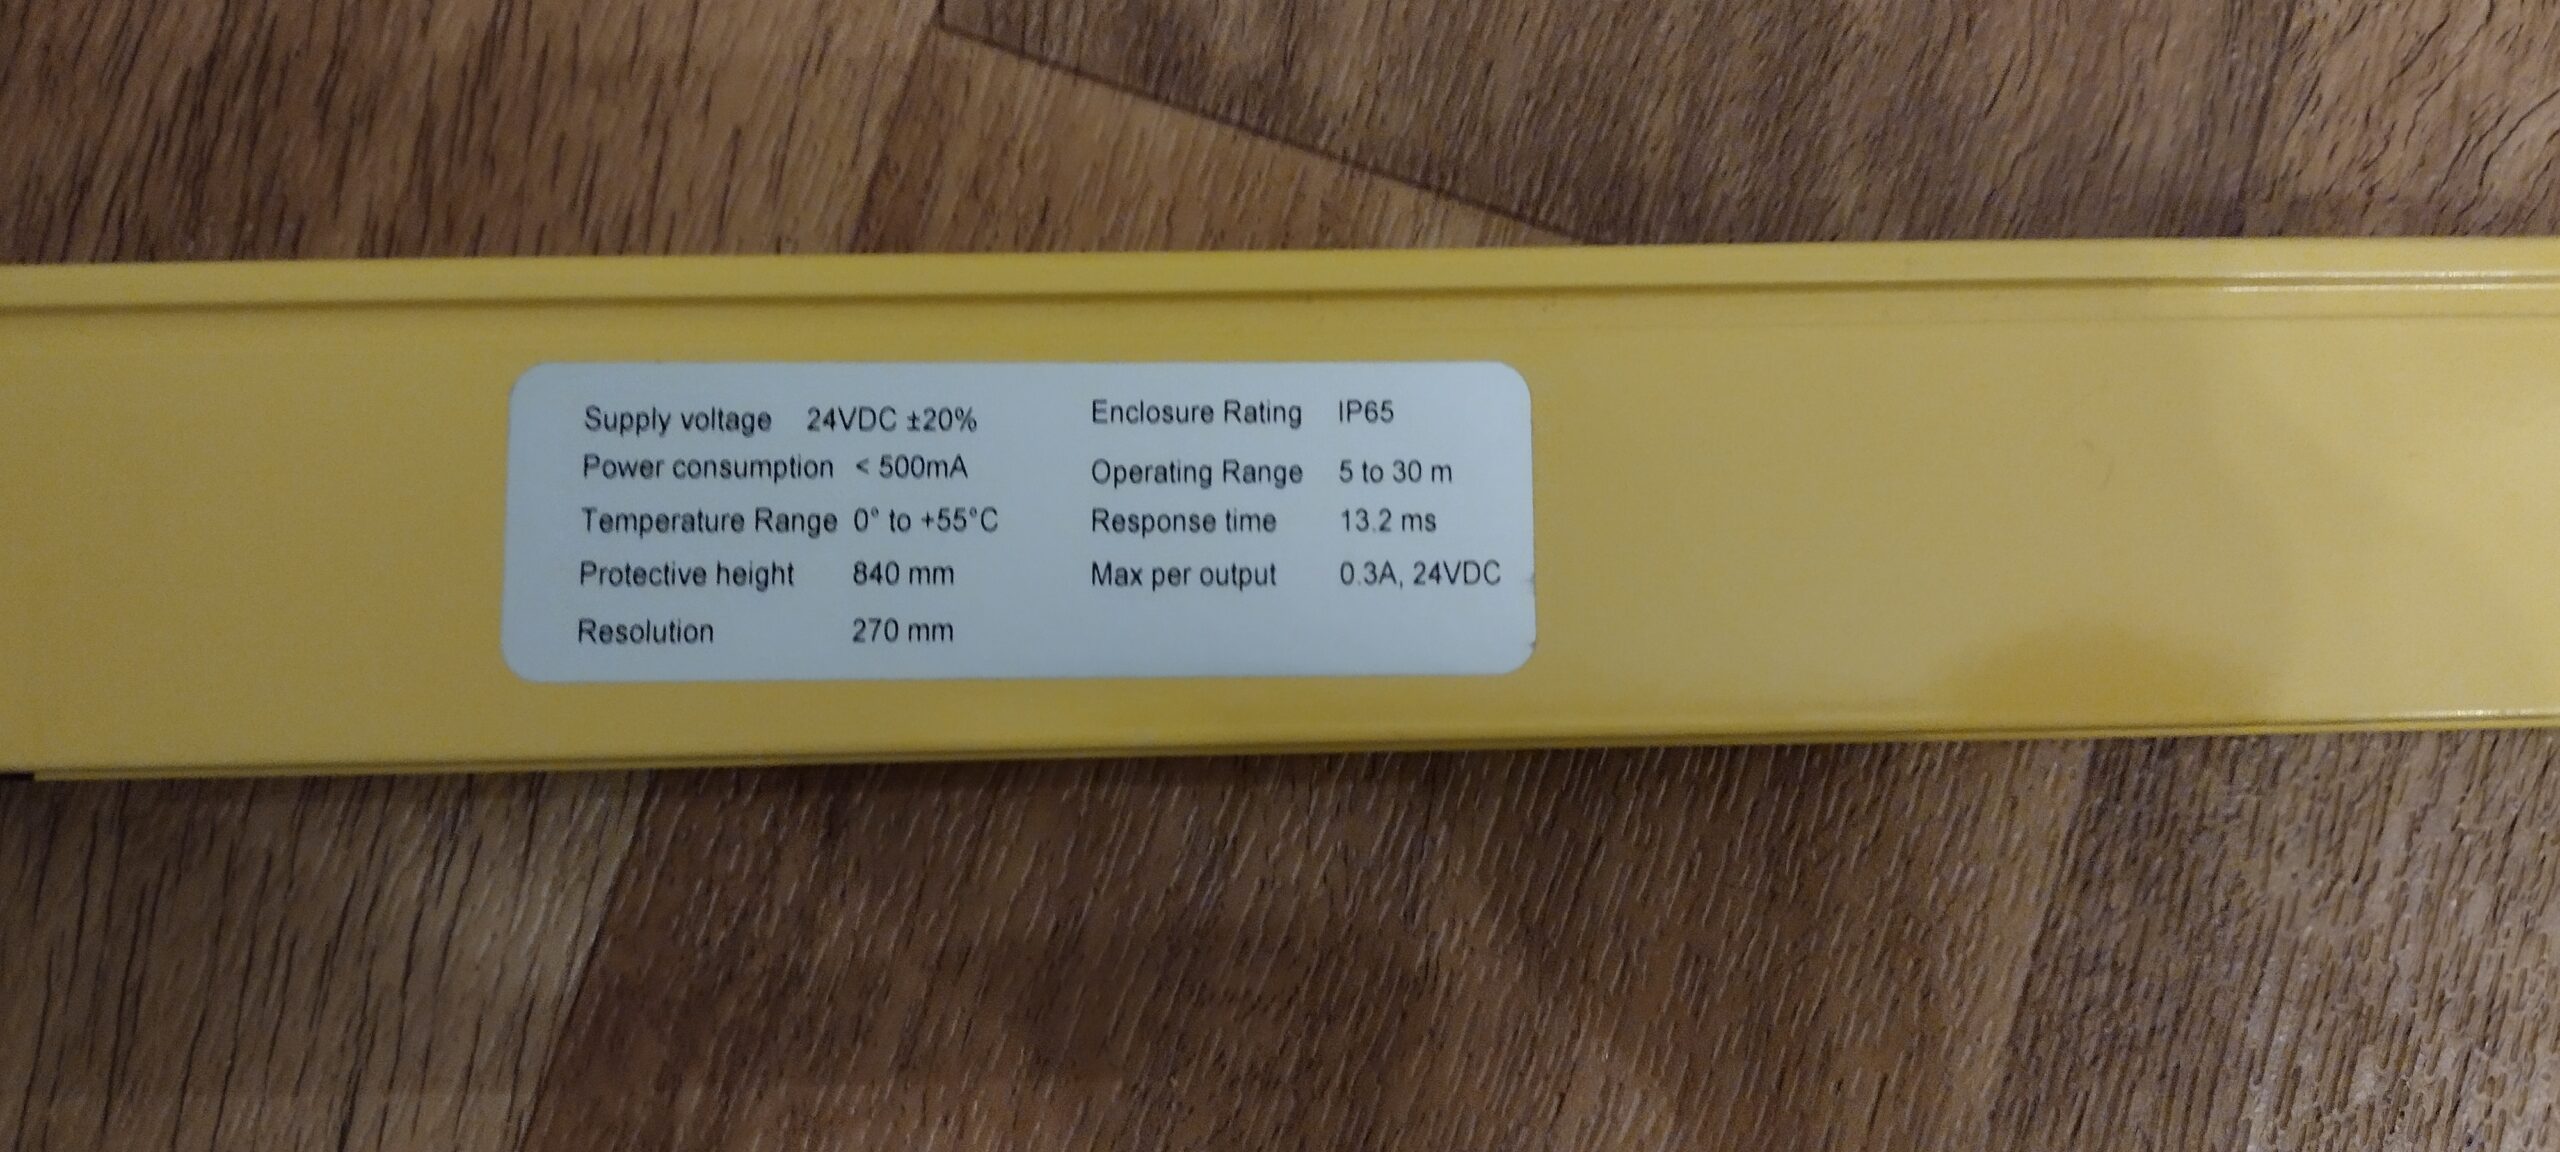 Supply voltage 24VDC ±20%
Power consumption < 500mA
Temperature Range 0° to +55°C
Protective height 840 mm
Resolution 270 mm
Enclosure Rating IP65
Operating Range 5 to 30 m
Response time 13.2 ms
Max per output 0.3A, 24VDC